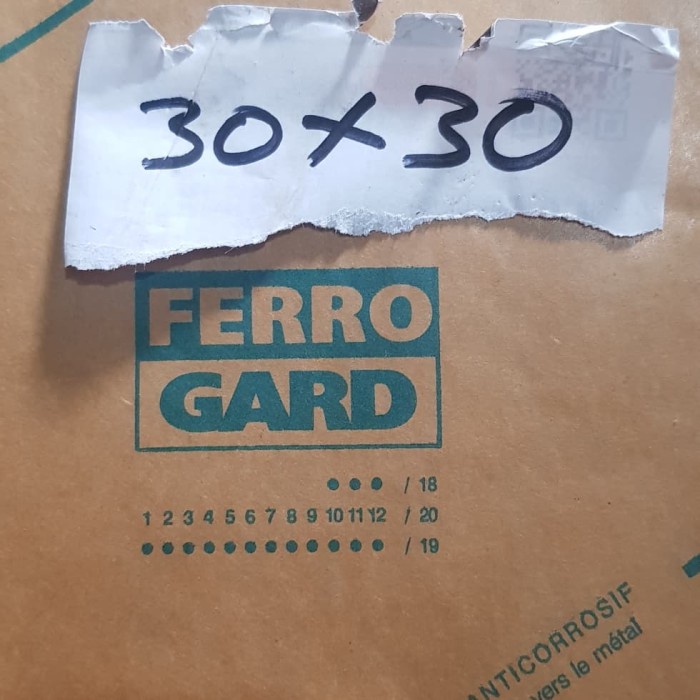 30x30
FERRO
GARD
••• / 18
1 2 3 4 5 6 7 8 9 10 11 12 / 20
•••••••••••• / 19
ANTICORROSIF
vers le métal